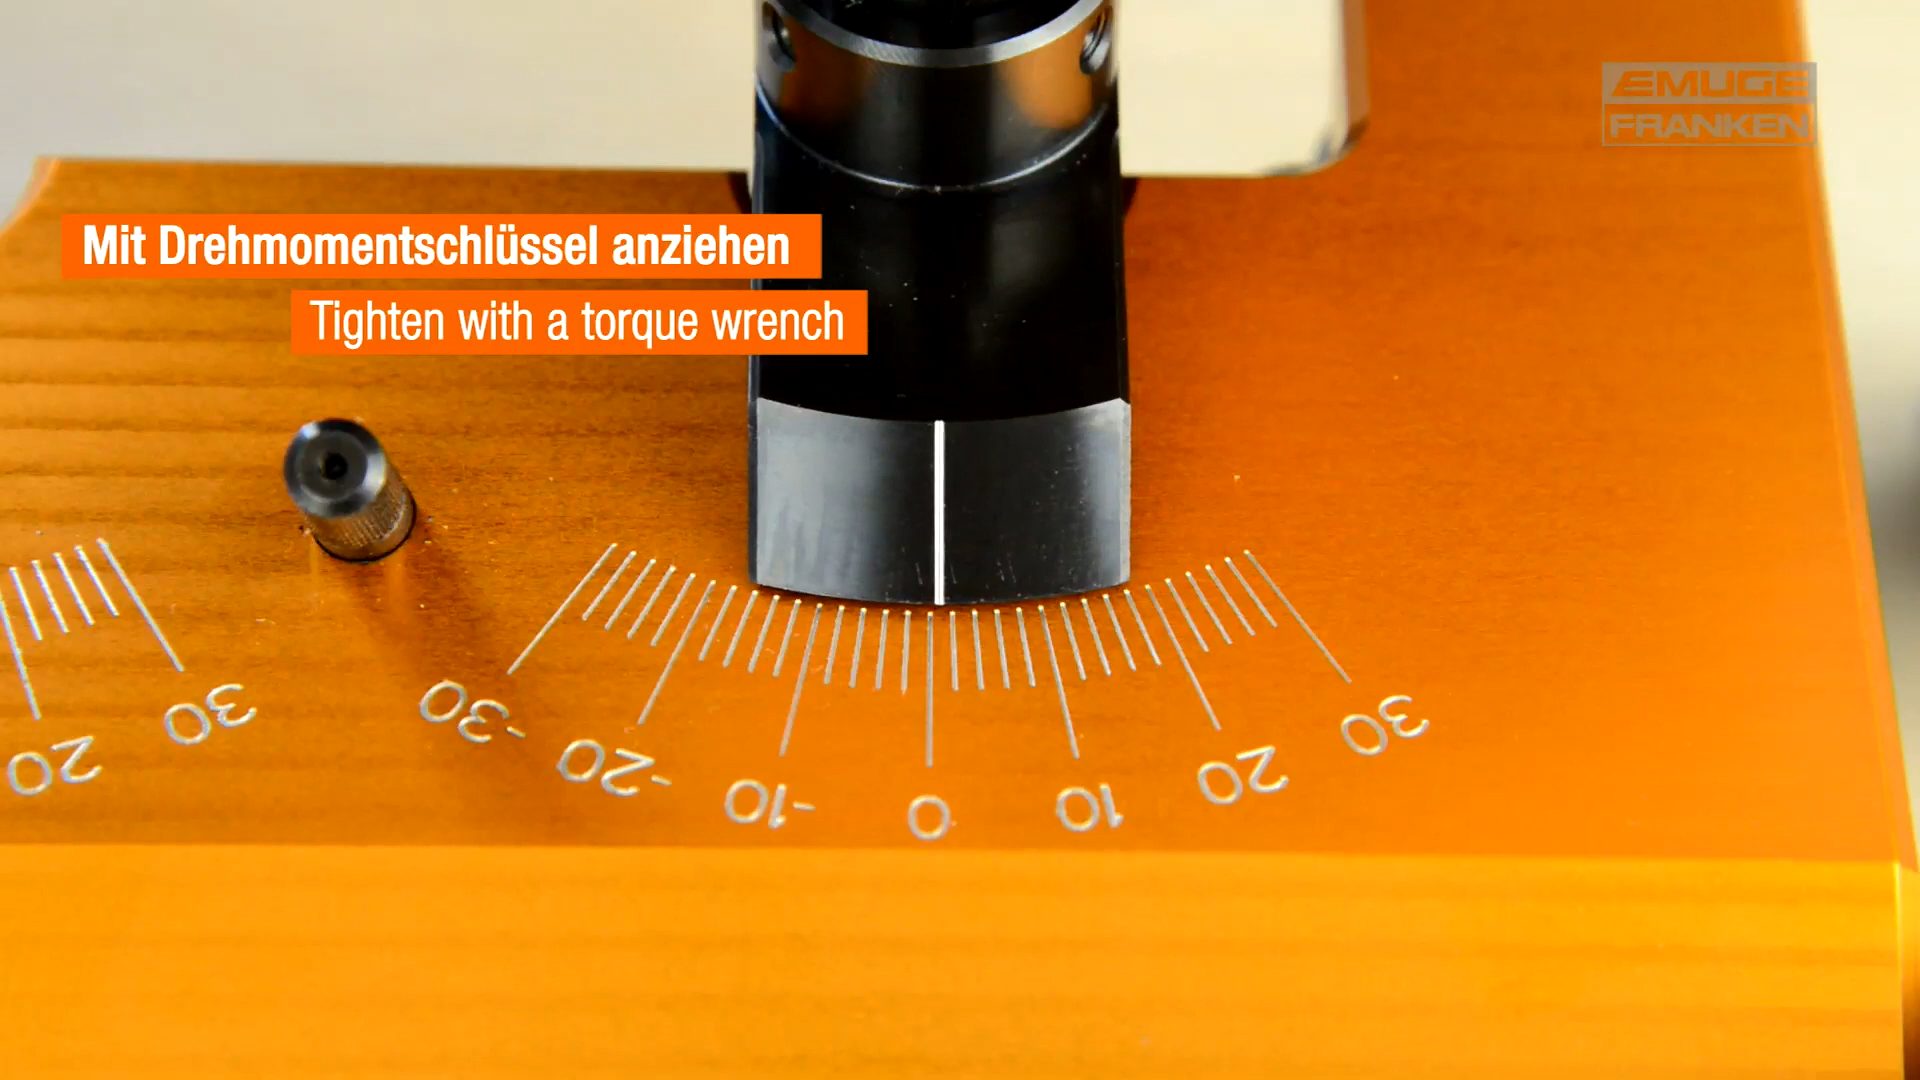 EMUGE
FRANKEN
Mit Drehmomentschlüssel anziehen
Tighten with a torque wrench
20 30
-30 -20 -10 0 10 20 30